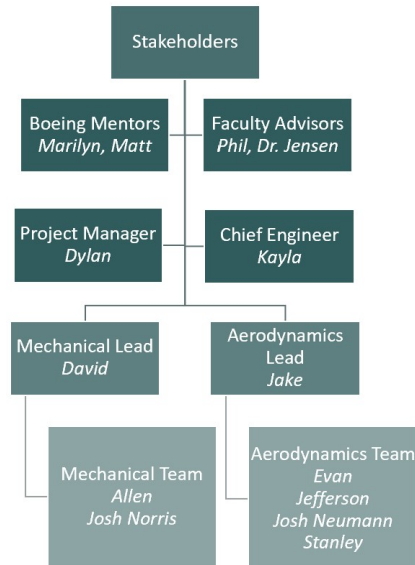 Stakeholders
Boeing Mentors
Marilyn, Matt
Faculty Advisors
Phil, Dr. Jensen
Project Manager
Dylan
Chief Engineer
Kayla
Mechanical Lead
David
Aerodynamics
Lead
Jake
Mechanical Team
Allen
Josh Norris
Aerodynamics Team
Evan
Jefferson
Josh Neumann
Stanley